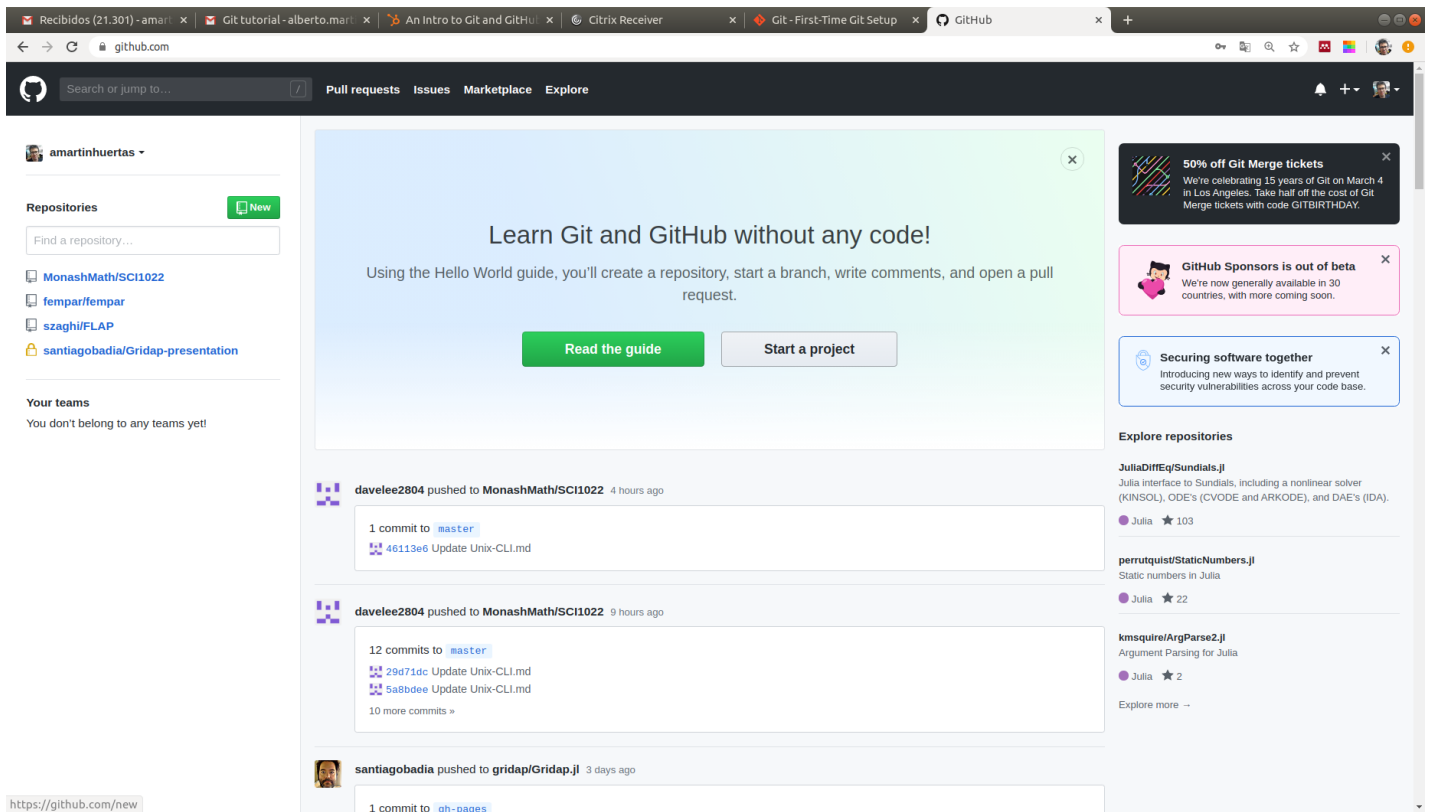 Recibidos (21.301) - amart
Git tutorial - alberto.mart
An Intro to Git and GitHub
Citrix Receiver
Git - First-Time Git Setup
GitHub
github.com
Search or jump to…
/
Pull requests Issues Marketplace Explore
amartinhuertas
Repositories
New
Find a repository…
MonashMath/SCI1022
fempar/fempar
szaghi/FLAP
santiagobadia/Gridap-presentation
Your teams
You don't belong to any teams yet!
Learn Git and GitHub without any code!
Using the Hello World guide, you'll create a repository, start a branch, write comments, and open a pull
request.
Read the guide
Start a project
davelee2804 pushed to MonashMath/SCI1022 4 hours ago
1 commit to master
46113e6 Update Unix-CLI.md
davelee2804 pushed to MonashMath/SCI1022 9 hours ago
12 commits to master
29d71dc Update Unix-CLI.md
5a8bdee Update Unix-CLI.md
10 more commits »
santiagobadia pushed to gridap/Gridap.jl 3 days ago
1 commit to gh-pages
50% off Git Merge tickets
We're celebrating 15 years of Git on March 4
in Los Angeles. Take half off the cost of Git
Merge tickets with code GITBIRTHDAY.
GitHub Sponsors is out of beta
We're now generally available in 30
countries, with more coming soon.
Securing software together
Introducing new ways to identify and prevent
security vulnerabilities across your code base.
Explore repositories
JuliaDiffEq/Sundials.jl
Julia interface to Sundials, including a nonlinear solver
(KINSOL), ODE's (CVODE and ARKODE), and DAE's (IDA).
Julia 103
perrutquist/StaticNumbers.jl
Static numbers in Julia
Julia 22
kmsquire/ArgParse2.jl
Argument Parsing for Julia
Julia 2
Explore more →
https://github.com/new